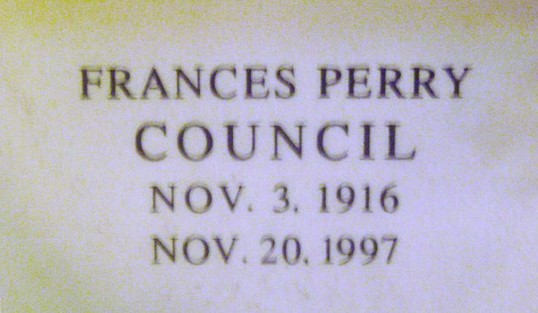 FRANCES PERRY
COUNCIL
NOV. 3. 1916
NOV. 20. 1997